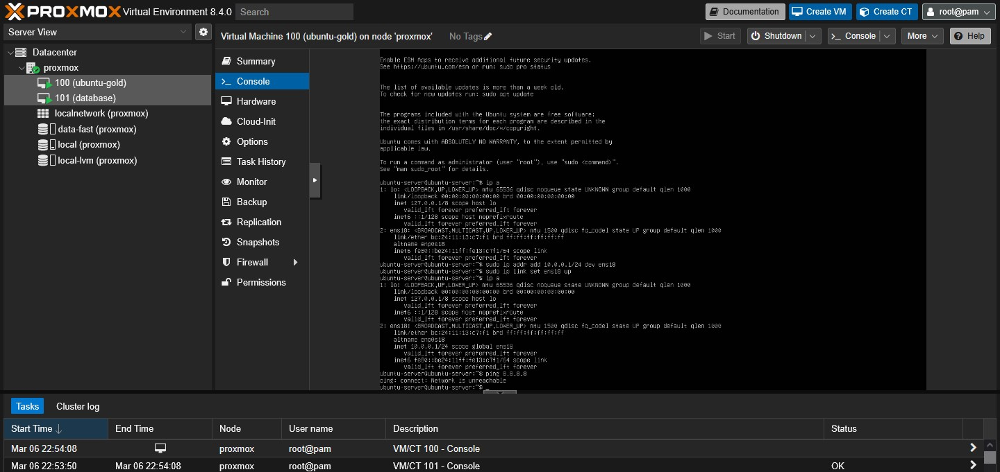 PROXMOX Virtual Environment 8.4.0 Search Documentation Create VM Create CT root@pam
Server View
Virtual Machine 100 (ubuntu-gold) on node 'proxmox' No Tags Start Shutdown Console More Help
Datacenter
proxmox
100 (ubuntu-gold)
101 (database)
localnetwork (proxmox)
data-fast (proxmox)
local (proxmox)
local-lvm (proxmox)
Summary
Console
Hardware
Cloud-Init
Options
Task History
Monitor
Backup
Replication
Snapshots
Firewall
Permissions
Enable ESM Apps to receive additional future security updates.
See https://ubuntu.com/esm or run: sudo pro status
The list of available updates is more than a week old.
To check for new updates run: sudo apt update
The programs included with the Ubuntu system are free software;
the exact distribution terms for each program are described in the
individual files in /usr/share/doc/*/copyright.
Ubuntu comes with ABSOLUTELY NO WARRANTY, to the extent permitted by
applicable law.
To run a command as administrator (user "root"), use "sudo <command>".
See "man sudo_root" for details.
ubuntu-server@ubuntu-server:~$ ip a
1: lo: <LOOPBACK,UP,LOWER_UP> mtu 65536 qdisc noqueue state UNKNOWN group default qlen 1000
link/loopback 00:00:00:00:00:00 brd 00:00:00:00:00:00
inet 127.0.0.1/8 scope host lo
valid_lft forever preferred_lft forever
inet6 ::1/128 scope host noprefixroute
valid_lft forever preferred_lft forever
2: ens18: <BROADCAST,MULTICAST,UP,LOWER_UP> mtu 1500 qdisc fq_codel state UP group default qlen 1000
link/ether bc:24:11:13:c7:f1 brd ff:ff:ff:ff:ff:ff
altname enp0s18
inet6 fe80::be24:11ff:fe13:c7f1/64 scope link
valid_lft forever preferred_lft forever
ubuntu-server@ubuntu-server:~$ sudo ip addr add 10.0.0.1/24 dev ens18
ubuntu-server@ubuntu-server:~$ sudo ip link set ens18 up
ubuntu-server@ubuntu-server:~$ ip a
1: lo: <LOOPBACK,UP,LOWER_UP> mtu 65536 qdisc noqueue state UNKNOWN group default qlen 1000
link/loopback 00:00:00:00:00:00 brd 00:00:00:00:00:00
inet 127.0.0.1/8 scope host lo
valid_lft forever preferred_lft forever
inet6 ::1/128 scope host noprefixroute
valid_lft forever preferred_lft forever
2: ens18: <BROADCAST,MULTICAST,UP,LOWER_UP> mtu 1500 qdisc fq_codel state UP group default qlen 1000
link/ether bc:24:11:13:c7:f1 brd ff:ff:ff:ff:ff:ff
altname enp0s18
inet 10.0.0.1/24 scope global ens18
valid_lft forever preferred_lft forever
inet6 fe80::be24:11ff:fe13:c7f1/64 scope link
valid_lft forever preferred_lft forever
ubuntu-server@ubuntu-server:~$ ping 8.8.8.8
ping: connect: Network is unreachable
ubuntu-server@ubuntu-server:~$
Tasks Cluster log
Start Time End Time Node User name Description Status
Mar 06 22:54:08 proxmox root@pam VM/CT 100 - Console
Mar 06 22:53:50 Mar 06 22:54:08 proxmox root@pam VM/CT 101 - Console OK